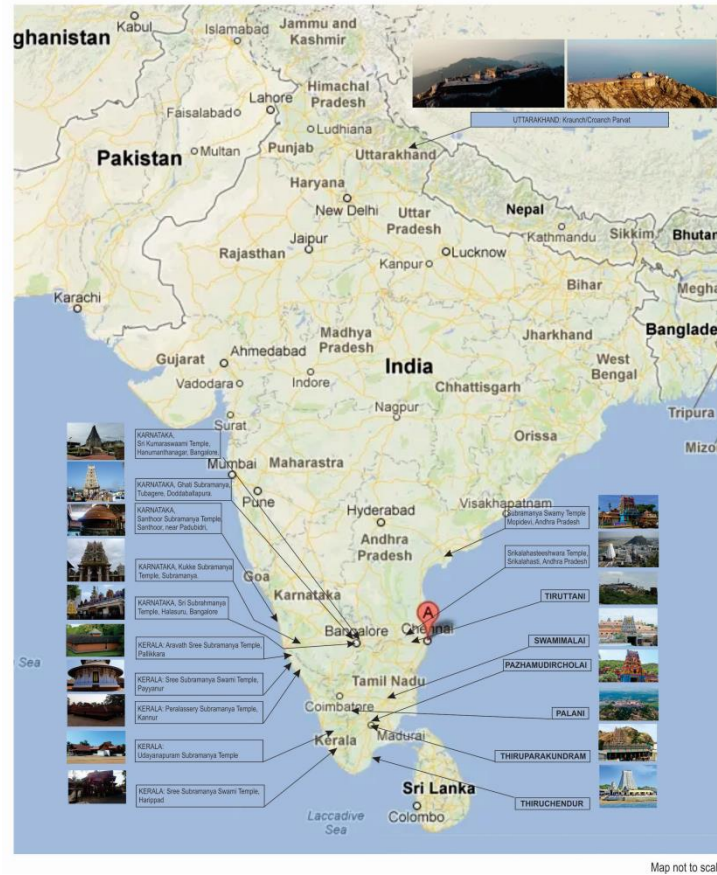 Kabul
ghanistan
Islamabad
Jammu and
Kashmir
Himachal
Pradesh
Lahore
Faisalabad
Ludhiana
Multan
Punjab
Pakistan
UTTARAKHAND: Kraunch/Croanch Parvat
Uttarakhand
Haryana
New Delhi
Uttar
Pradesh
Nepal
Kathmandu
Sikkim
Bhutan
Jaipur
Rajasthan
Lucknow
Kanpur
Bihar
Megha
Karachi
Madhya
Pradesh
Jharkhand
Banglade
Gujarat
Ahmedabad
India
West
Bengal
Vadodara
Indore
Chhattisgarh
Tripura
Surat
Nagpur
Orissa
Mizo
Mumbai
Maharashtra
Pune
Hyderabad
Visakhapatnam
Andhra
Pradesh
Goa
Karnataka
Bangalore
Chennai
A
Tamil Nadu
Coimbatore
Madurai
Kerala
Sri Lanka
Colombo
Laccadive
Sea
Sea
KARNATAKA,
Sri Kumaraswami Temple,
Hanumanthanagar, Bangalore,
KARNATAKA, Ghati Subramanya,
Tubagere, Doddaballapura.
KARNATAKA,
Santhoor Subramanya Temple,
Santhoor, near Padubidri,
KARNATAKA, Kukke Subramanya
Temple, Subramanya,
KARNATAKA, Sri Subrahmanya
Temple, Halasuru, Bangalore
KERALA: Aravath Sree Subramanya Temple,
Pallikkara
KERALA: Sree Subramanya Swami Temple,
Payyanur
KERALA: Peralassery Subramanya Temple,
Kannur
KERALA:
Udayanapuram Subramanya Temple
KERALA: Sree Subramanya Swami Temple,
Harippad
Subramana Swamy Temple
Mopidevi, Andhra Pradesh
Srikalahasteeshwara Temple,
Srikalahasti, Andhra Pradesh
TIRUTTANI
SWAMIMALAI
PAZHAMUDIRCHOLAI
PALANI
THIRUPARAKUNDRAM
THIRUCHENDUR
Map not to scal